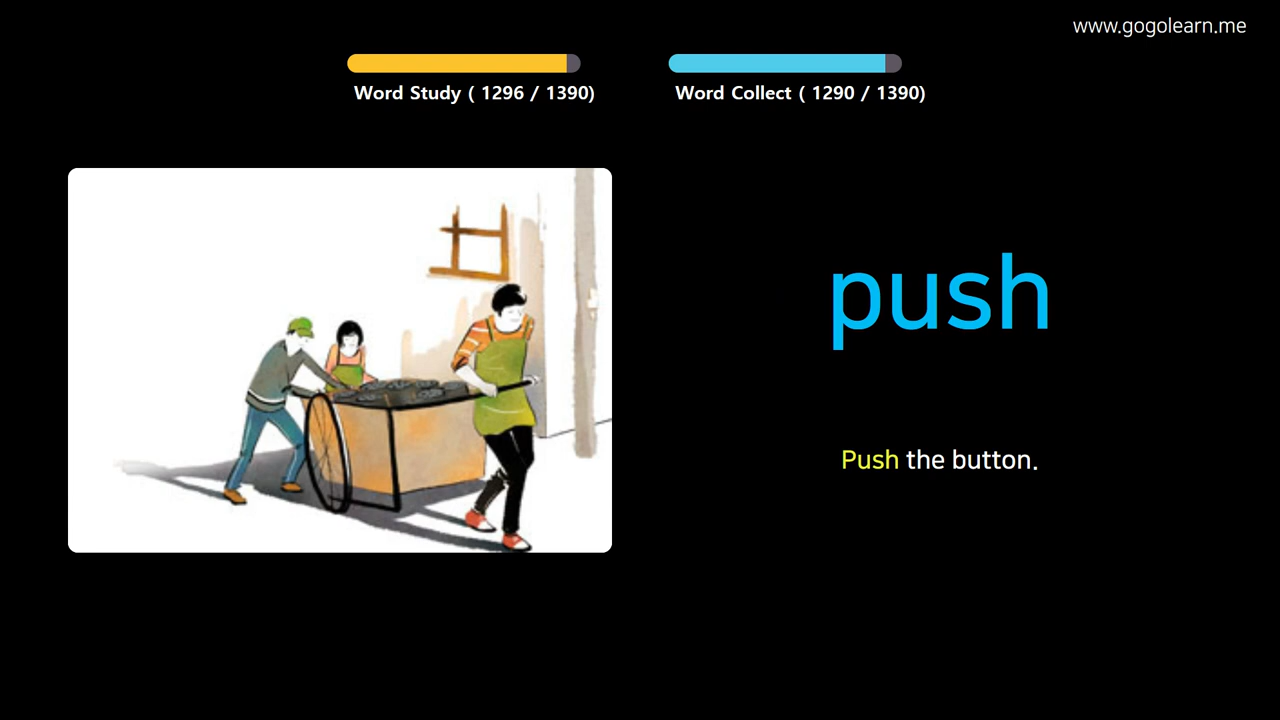 www.gogolearn.me
Word Study ( 1296 / 1390)
Word Collect ( 1290 / 1390)
push
Push the button.